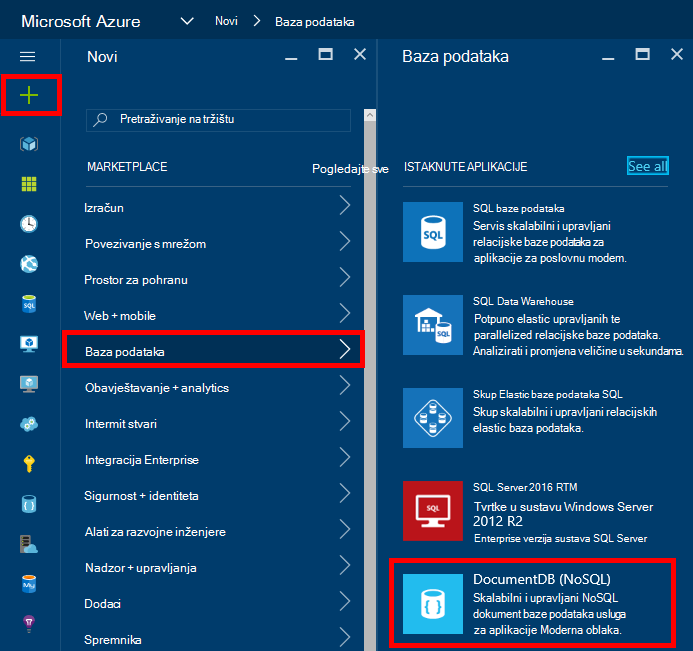 Microsoft Azure Novi Baza podataka
Novi
Pretraživanje na tržištu
MARKETPLACE Pogledajte sve
Izračun
Povezivanje s mrežom
Prostor za pohranu
Web + mobile
Baza podataka
Obavještavanje + analytics
Intermit stvari
Integracija Enterprise
Sigurnost + identiteta
Alati za razvojne inženjere
Nadzor + upravljanja
Dodaci
Spremnika
Baza podataka
ISTAKNUTE APLIKACIJE See all
SQL
SQL baze podataka
Servis skalabilni i upravljani
relacijske baze podataka za
aplikacije za poslovnu modem.
SQL
SQL Data Warehouse
Potpuno elastic upravljanih te
parallelized relacijske baze podataka.
Analizirati i promjena veličine u sekundama.
Skup Elastic baze podataka SQL
Skup skalabilni i upravljani relacijskih
elastic baza podataka.
SQL
SQL Server 2016 RTM
Tvrtke u sustavu Windows Server
2012 R2
Enterprise verzija sustava SQL Server
DocumentDB (NoSQL)
Skalabilni i upravljani NoSQL
dokument baze podataka usluga
za aplikacije Moderna oblaka.
SQL
My